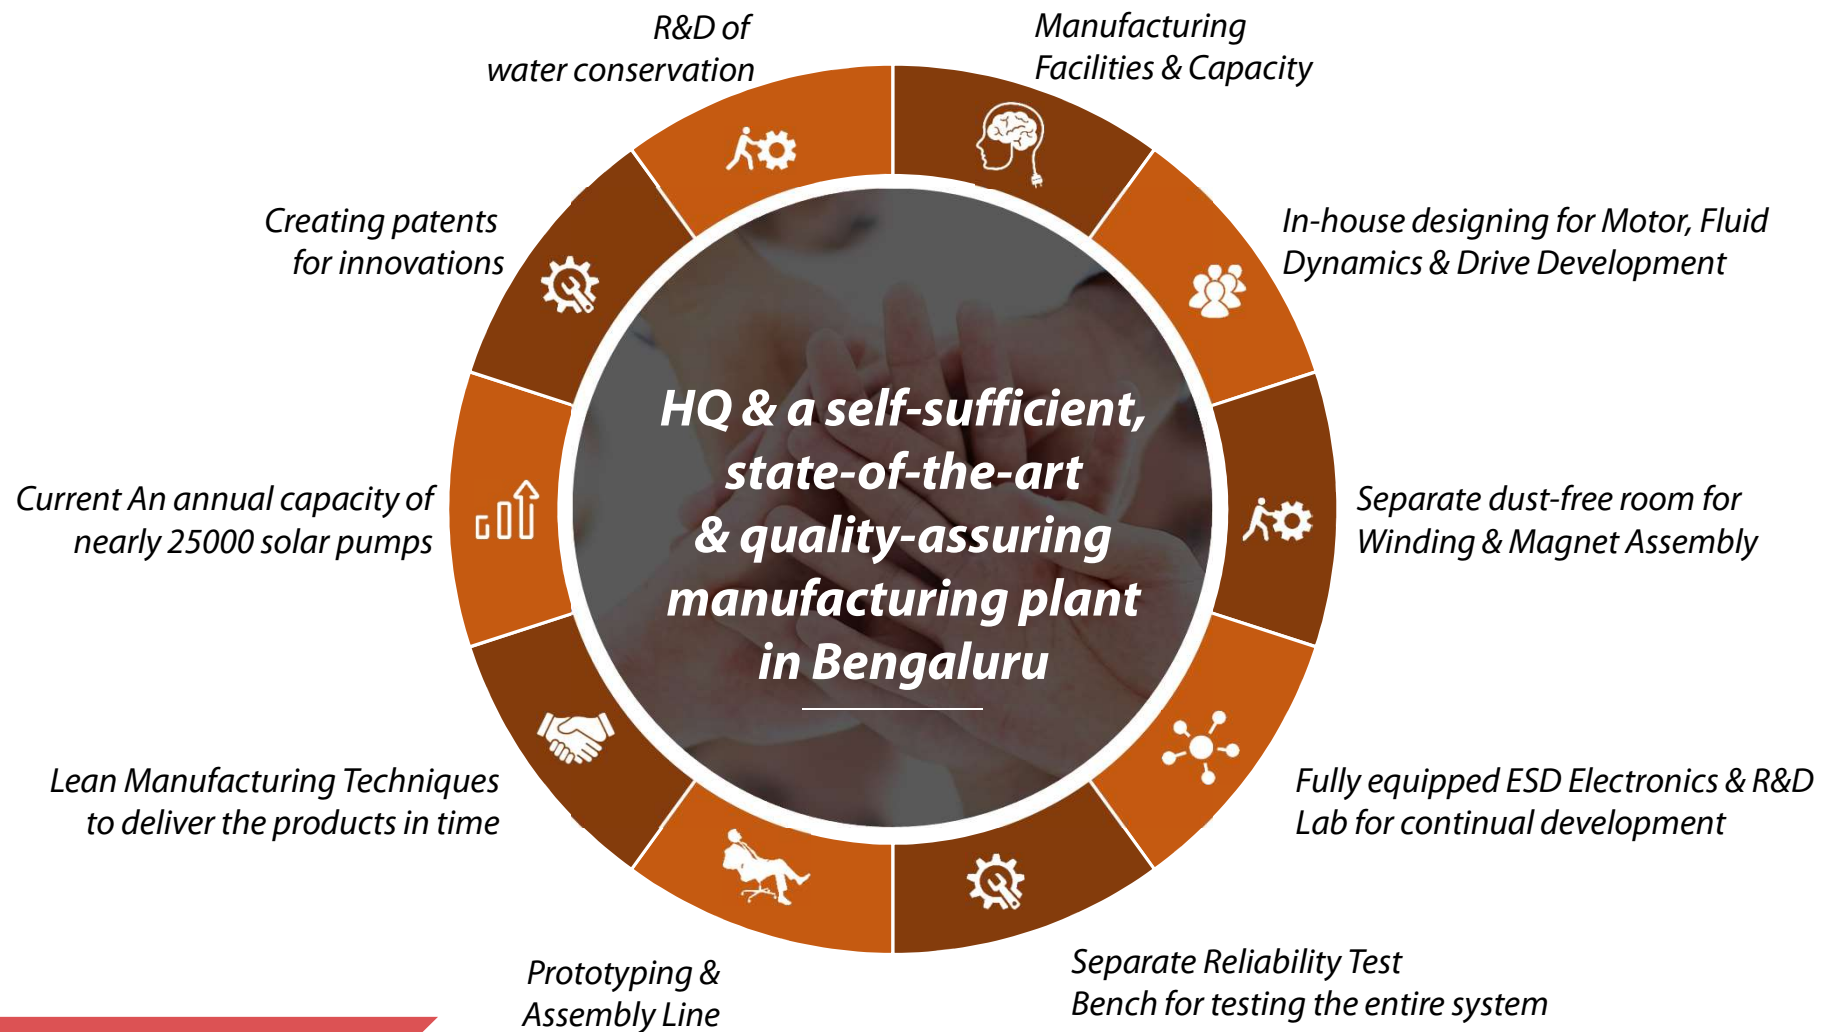 R&D of
water conservation
Manufacturing
Facilities & Capacity
Creating patents
for innovations
In-house designing for Motor, Fluid
Dynamics & Drive Development
HQ & a self-sufficient,
state-of-the-art
& quality-assuring
manufacturing plant
in Bengaluru
Current An annual capacity of
nearly 25000 solar pumps
Separate dust-free room for
Winding & Magnet Assembly
Lean Manufacturing Techniques
to deliver the products in time
Fully equipped ESD Electronics & R&D
Lab for continual development
Prototyping &
Assembly Line
Separate Reliability Test
Bench for testing the entire system